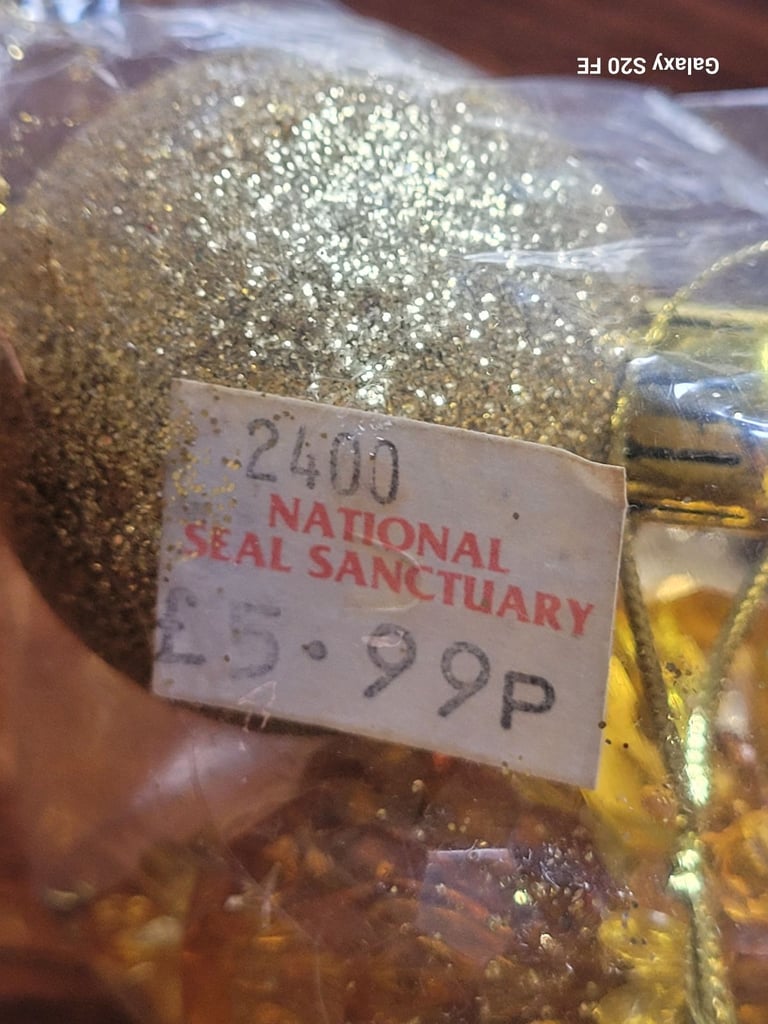 Galaxy S20 FE
2400
NATIONAL
SEAL SANCTUARY
£5.99P